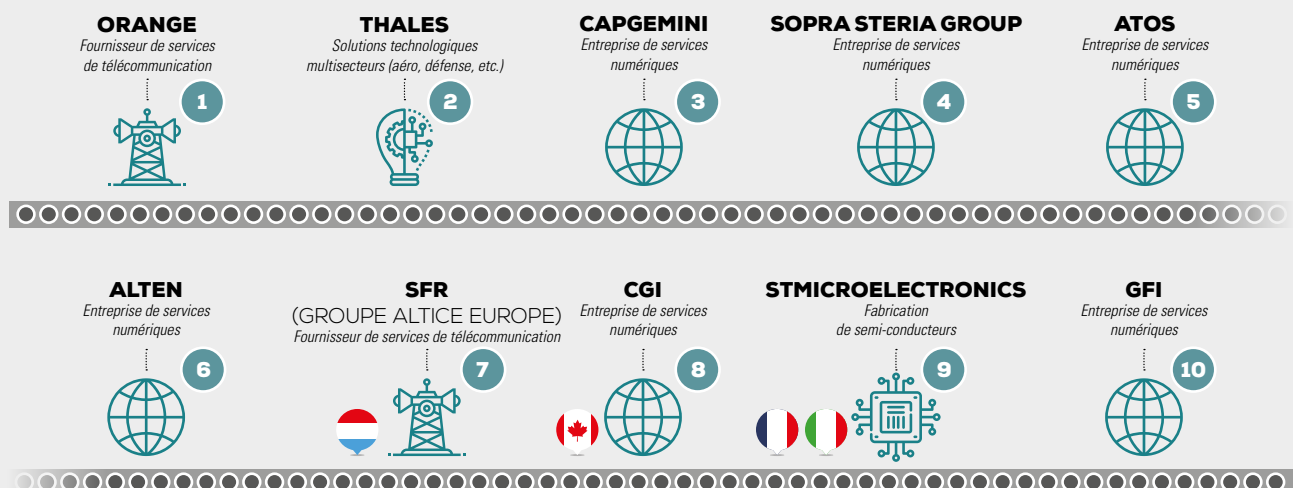 ORANGE
Fournisseur de services
de télécommunication
1
THALES
Solutions technologiques
multisecteurs (aéro, défense, etc.)
2
CAPGEMINI
Entreprise de services
numériques
3
SOPRA STERIA GROUP
Entreprise de services
numériques
4
ATOS
Entreprise de services
numériques
5
ALTEN
Entreprise de services
numériques
6
SFR
(GROUPE ALTICE EUROPE)
Fournisseur de services de télécommunication
7
CGI
Entreprise de services
numériques
8
STMICROELECTRONICS
Fabrication
de semi-conducteurs
9
GFI
Entreprise de services
numériques
10